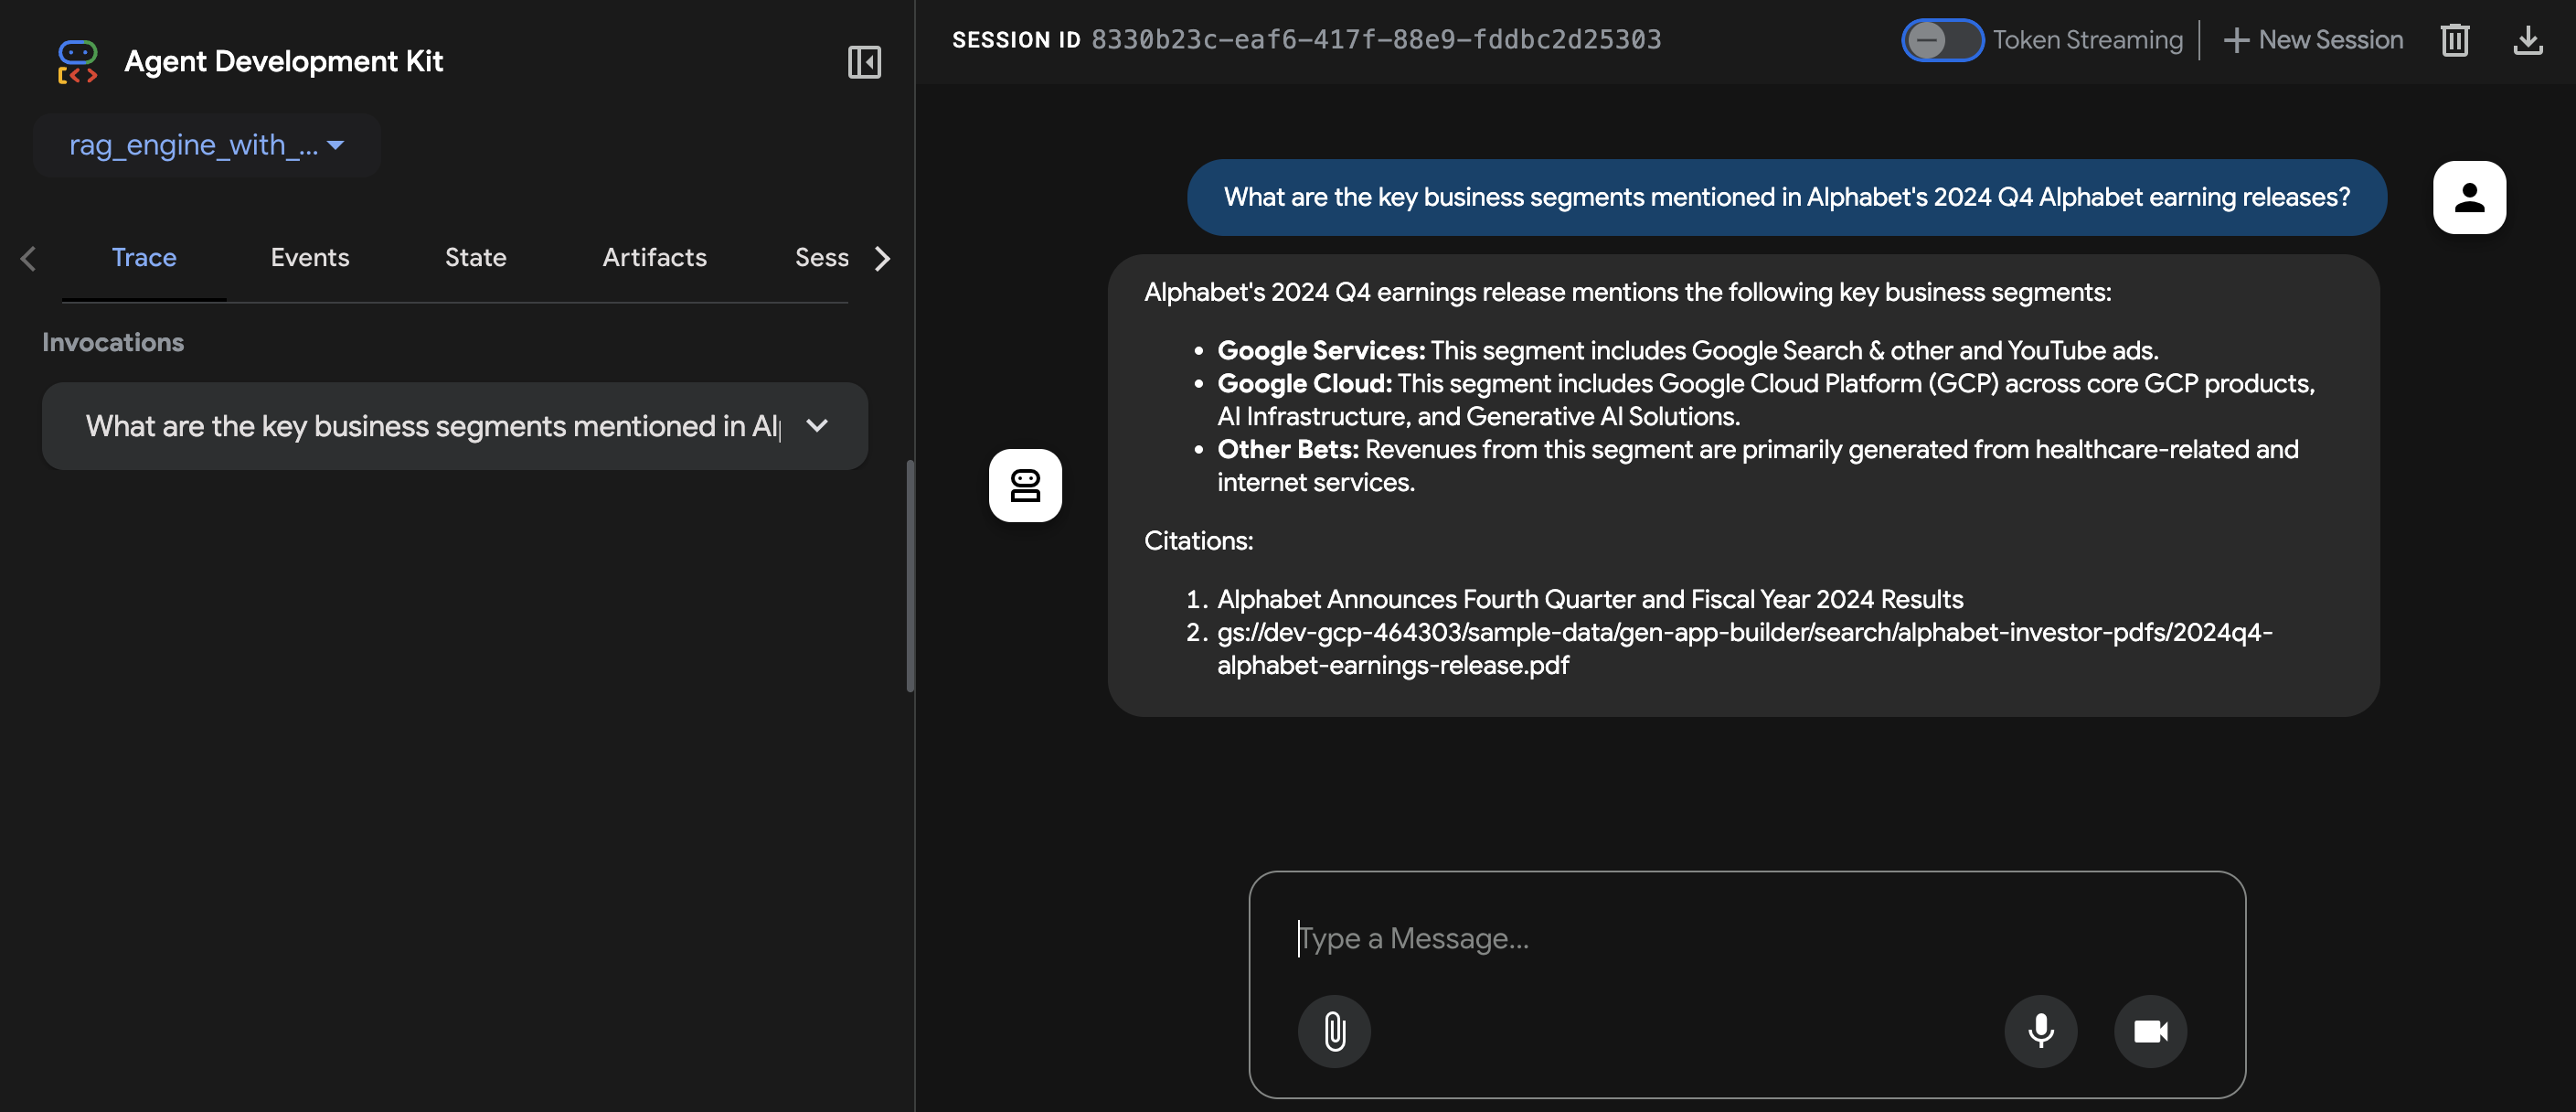 Agent Development Kit
rag_engine_with_...
Trace Events State Artifacts Sess
Invocations
What are the key business segments mentioned in Al
SESSION ID 8330b23c-eaf6-417f-88e9-fddbc2d25303
Token Streaming
New Session
What are the key business segments mentioned in Alphabet's 2024 Q4 Alphabet earning releases?
Alphabet's 2024 Q4 earnings release mentions the following key business segments:
• Google Services: This segment includes Google Search & other and YouTube ads.
• Google Cloud: This segment includes Google Cloud Platform (GCP) across core GCP products,
AI Infrastructure, and Generative AI Solutions.
• Other Bets: Revenues from this segment are primarily generated from healthcare-related and
internet services.
Citations:
1. Alphabet Announces Fourth Quarter and Fiscal Year 2024 Results
2. gs://dev-gcp-464303/sample-data/gen-app-builder/search/alphabet-investor-pdfs/2024q4-
alphabet-earnings-release.pdf
Type a Message...